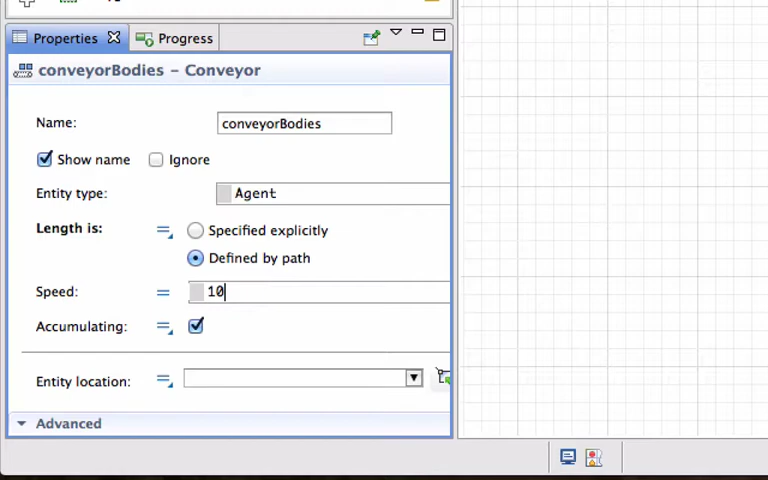 Properties Progress
conveyorBodies – Conveyor
Name: conveyorBodies
Show name Ignore
Entity type: Agent
Length is: Specified explicitly
Defined by path
Speed: 10
Accumulating:
Entity location:
Advanced